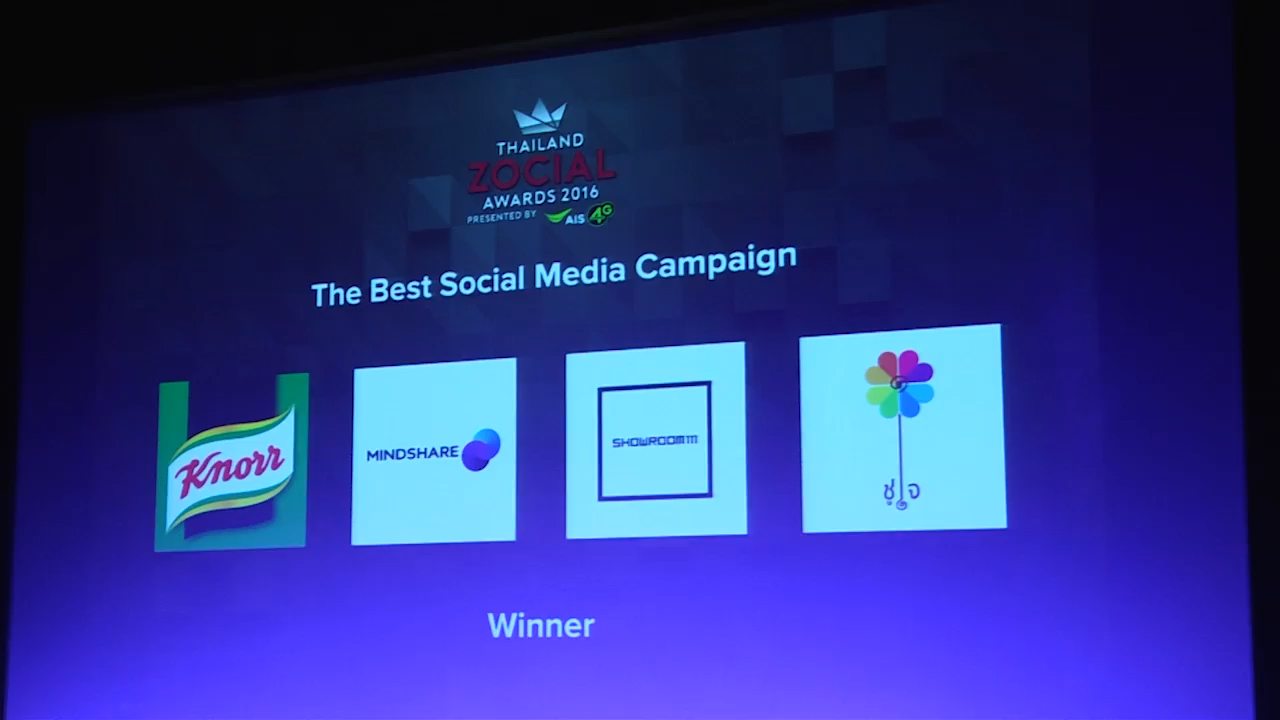 THAILAND
ZOCIAL
AWARDS 2016
PRESENTED BY AIS 4G
The Best Social Media Campaign
Knorr
MINDSHARE
SHOWROOM111
ชูใจ
Winner